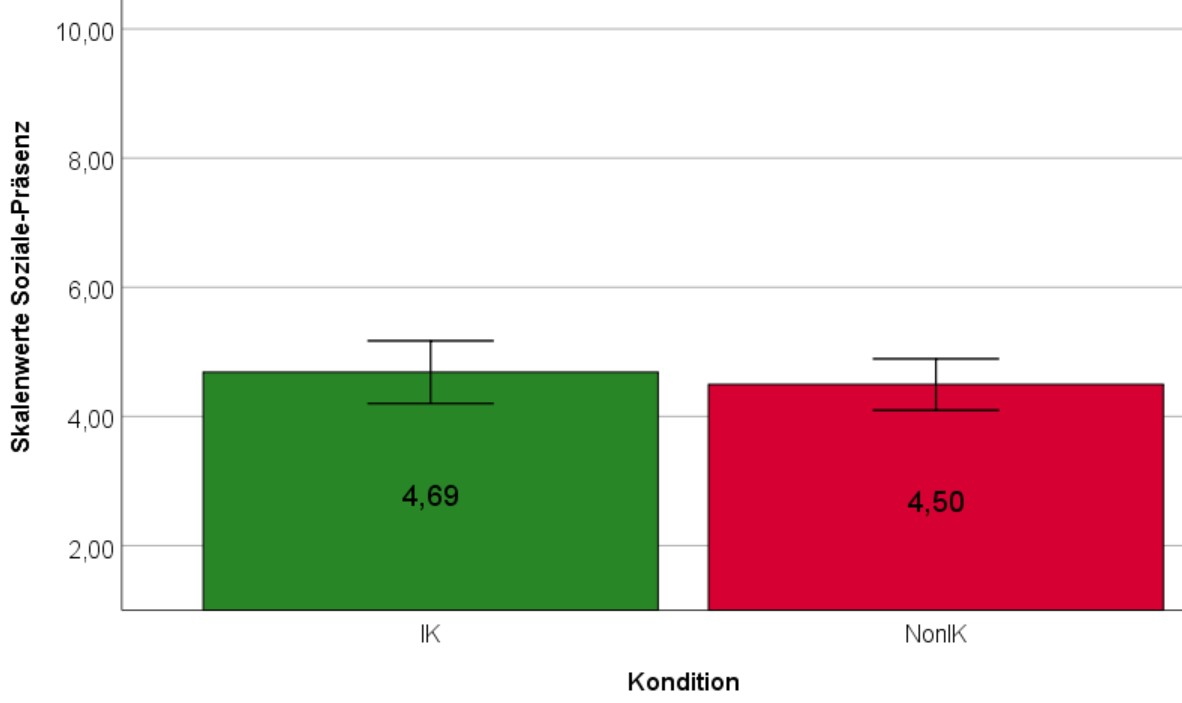 Skalenwerte Soziale-Präsenz
10,00
8,00
6,00
4,00
2,00
4,69
4,50
IK
NonIK
Kondition